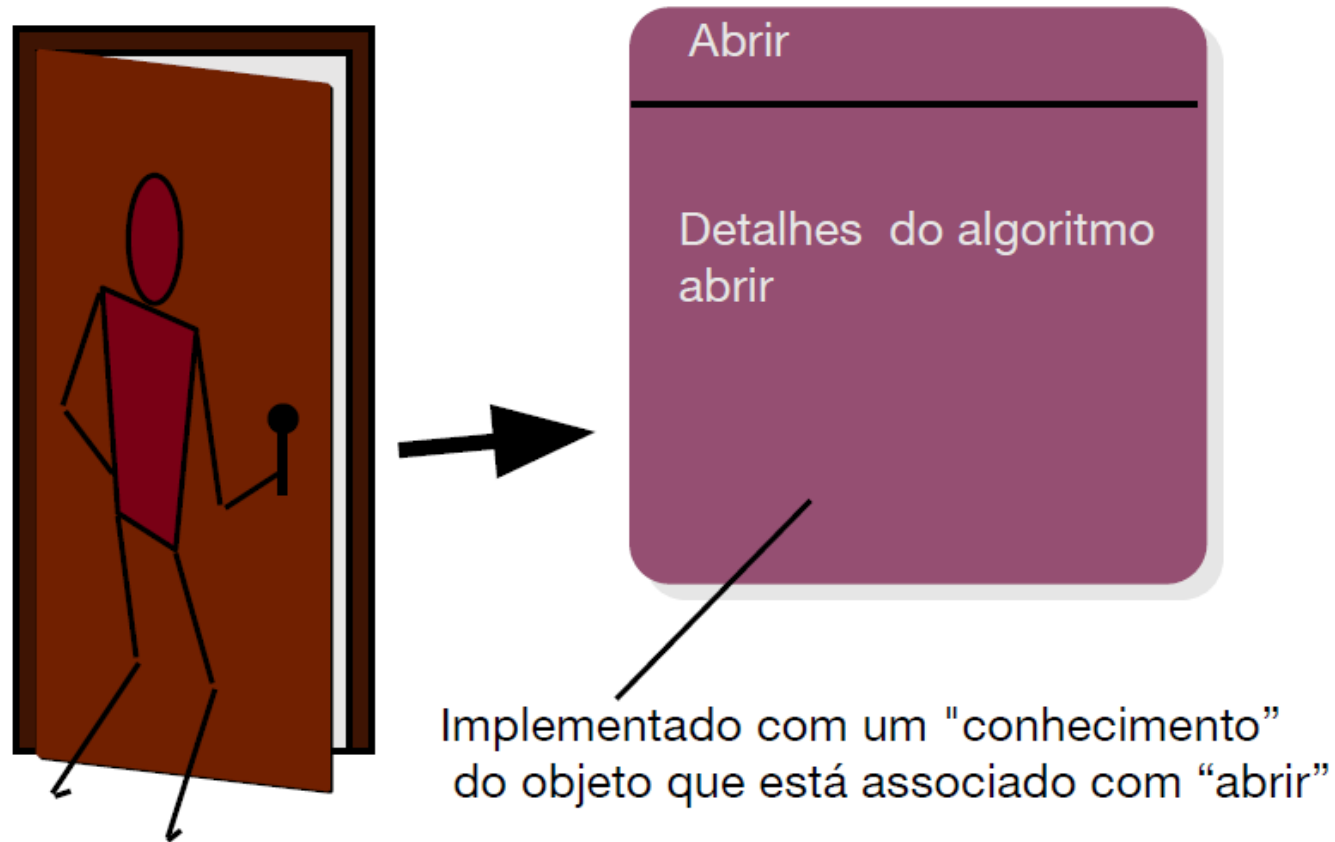 Abrir
Detalhes  do algoritmo
abrir
Implementado com um "conhecimento”
do objeto que está associado com “abrir”